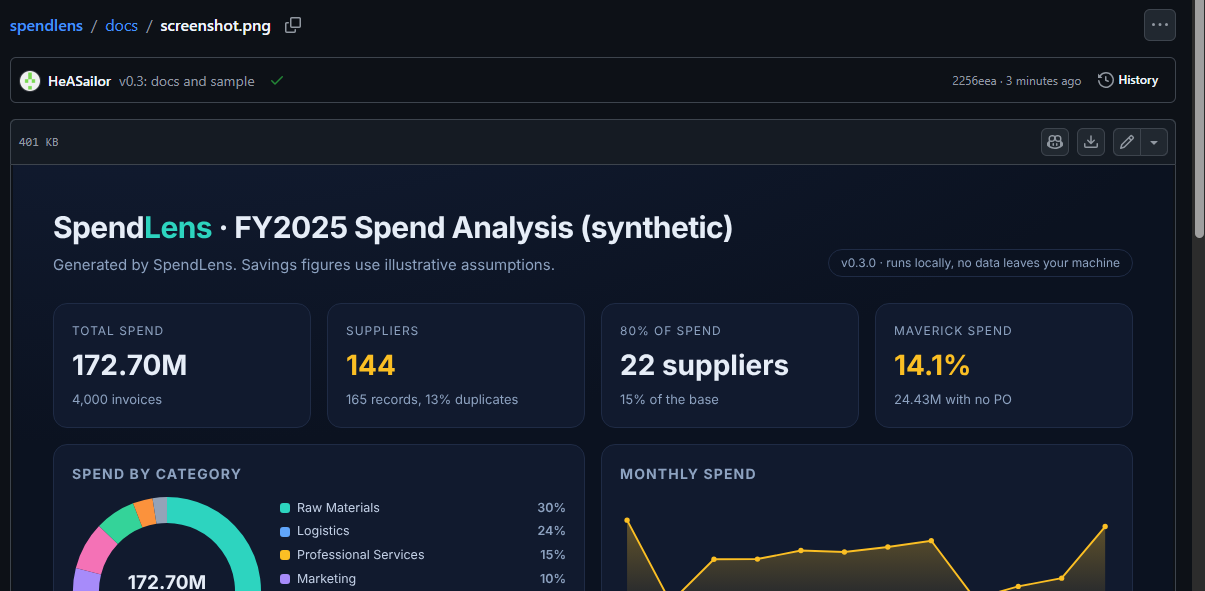 spendlens / docs / screenshot.png
HeASailor v0.3: docs and sample
2256eea · 3 minutes ago
History
401 KB
SpendLens · FY2025 Spend Analysis (synthetic)
Generated by SpendLens. Savings figures use illustrative assumptions.
v0.3.0 · runs locally, no data leaves your machine
TOTAL SPEND
172.70M
4,000 invoices
SUPPLIERS
144
165 records, 13% duplicates
80% OF SPEND
22 suppliers
15% of the base
MAVERICK SPEND
14.1%
24.43M with no PO
SPEND BY CATEGORY
172.70M
Raw Materials 30%
Logistics 24%
Professional Services 15%
Marketing 10%
MONTHLY SPEND